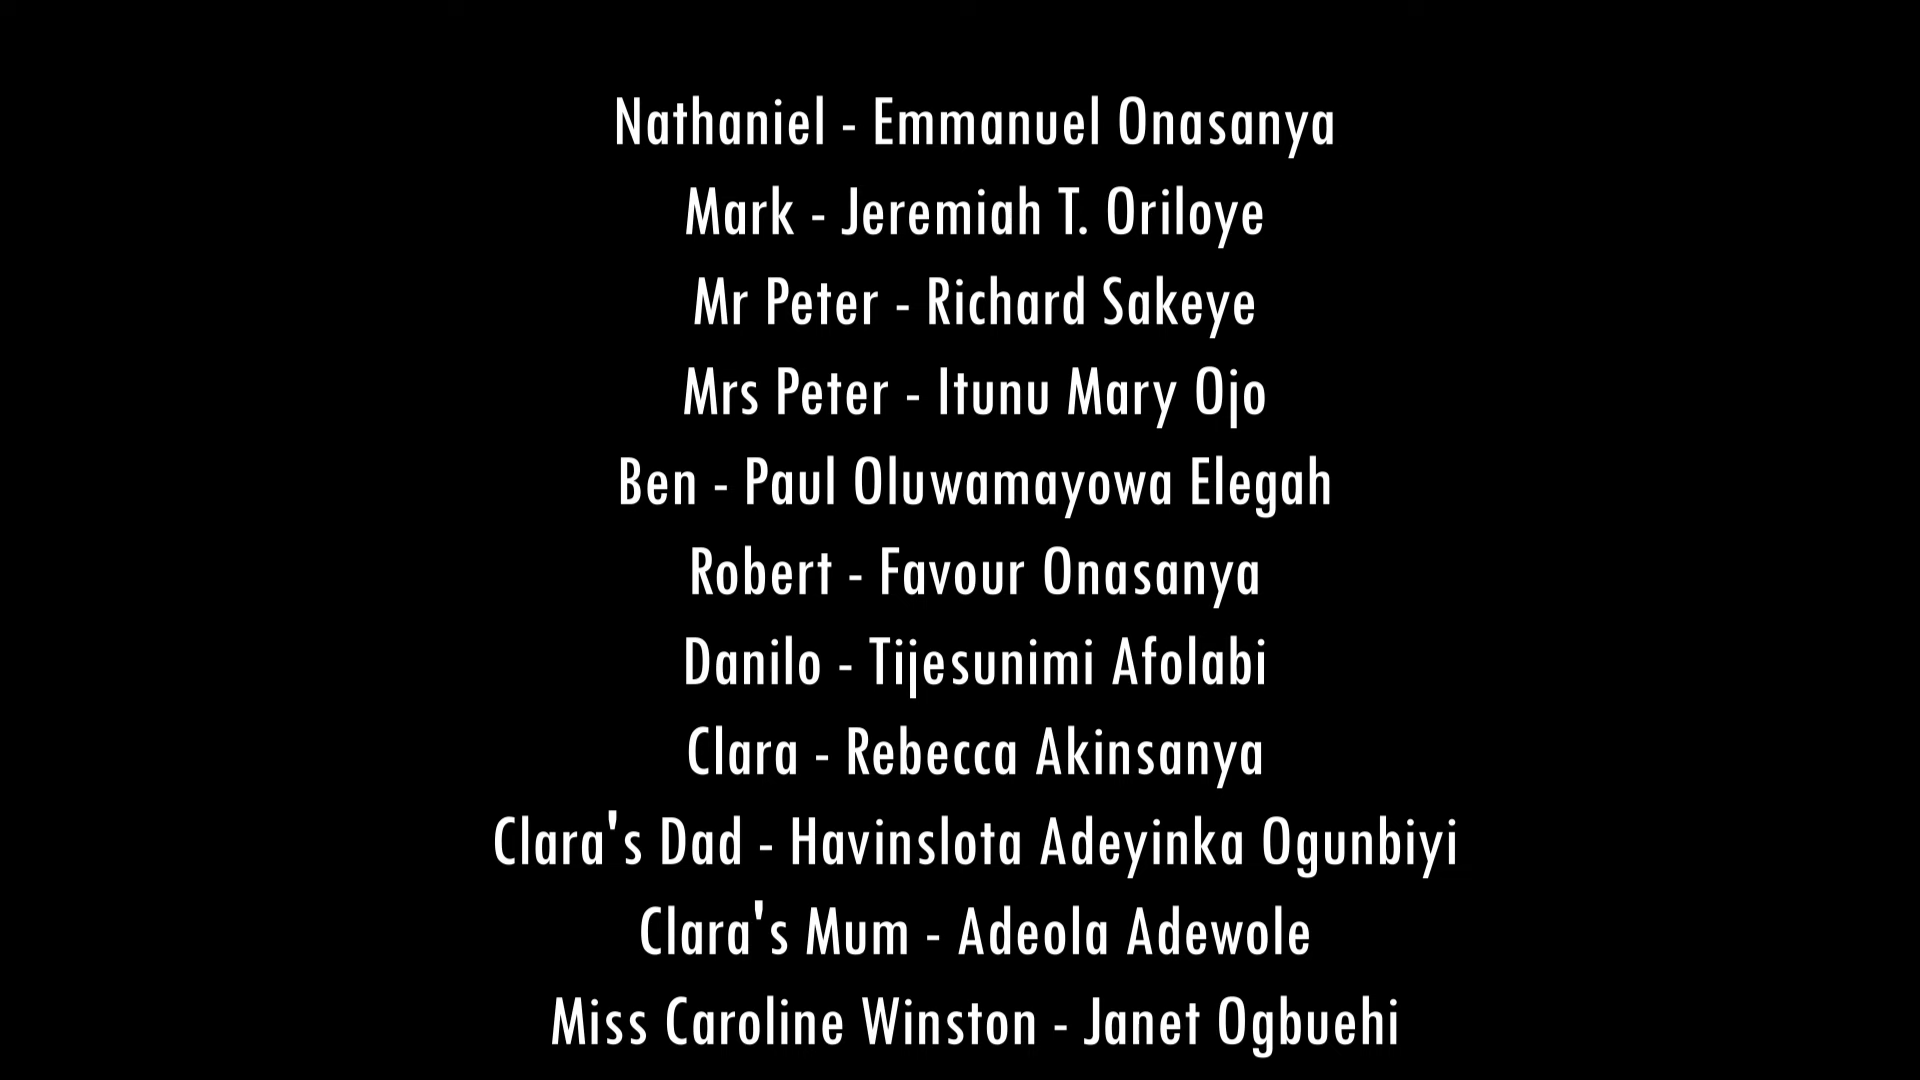 Nathaniel - Emmanuel Onasanya
Mark - Jeremiah T. Oriloye
Mr Peter - Richard Sakeye
Mrs Peter - Itunu Mary Ojo
Ben - Paul Oluwamayowa Elegah
Robert - Favour Onasanya
Danilo - Tijesunimi Afolabi
Clara - Rebecca Akinsanya
Clara's Dad - Havinslota Adeyinka Ogunbiyi
Clara's Mum - Adeola Adewole
Miss Caroline Winston - Janet Ogbuehi